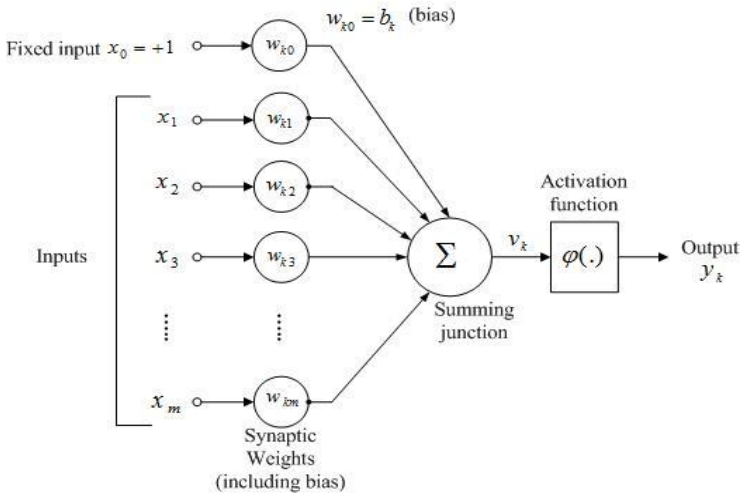 w_k0 = b_k (bias)
Fixed input x_0 = +1
w_k0
x_1
w_k1
x_2
w_k2
Inputs
x_3
w_k3
x_m
w_km
Σ
Summing
junction
v_k
Activation
function
φ(.)
Output
y_k
Synaptic
Weights
(including bias)